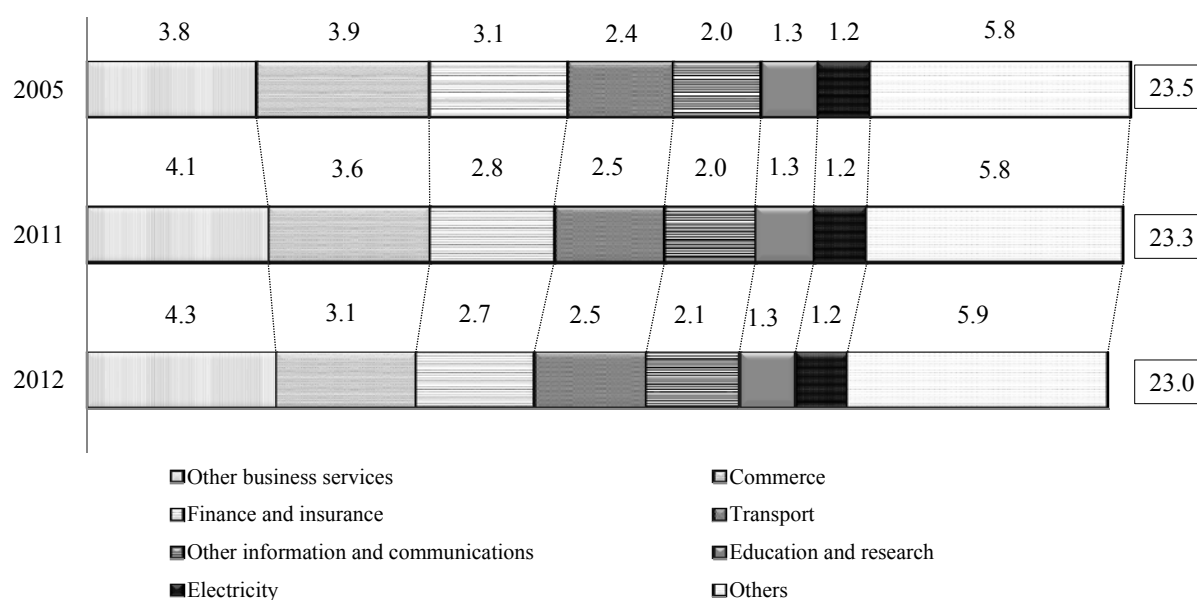 3.8 3.9 3.1 2.4 2.0 1.3 1.2 5.8
2005 23.5
4.1 3.6 2.8 2.5 2.0 1.3 1.2 5.8
2011 23.3
4.3 3.1 2.7 2.5 2.1 1.3 1.2 5.9
2012 23.0
Other business services Commerce
Finance and insurance Transport
Other information and communications Education and research
Electricity Others